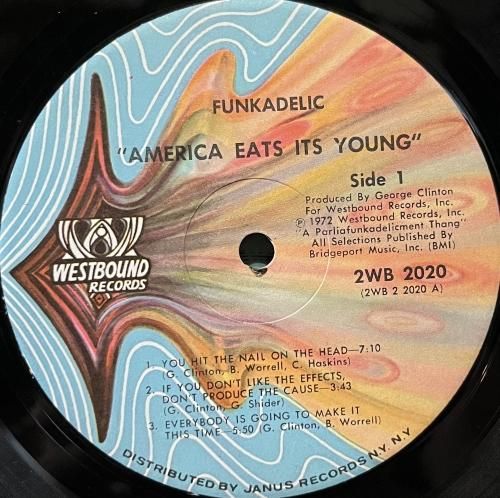 FUNKADELIC
"AMERICA EATS ITS YOUNG"
Side 1
Produced By George Clinton
For Westbound Records, Inc.
Ⓟ 1972 Westbound Records, Inc.
"A Parliafunkadelicment Thang"
All Selections Published By
Bridgeport Music, Inc. (BMI)
WESTBOUND
RECORDS
2WB 2020
(2WB 2 2020 A)
1. YOU HIT THE NAIL ON THE HEAD—7:10
(G. Clinton, B. Worrell, C. Haskins)
2. IF YOU DON'T LIKE THE EFFECTS,
DON'T PRODUCE THE CAUSE—3:43
(G. Clinton, G. Shider)
3. EVERYBODY IS GOING TO MAKE IT
THIS TIME—5:50 (G. Clinton, B. Worrell)
DISTRIBUTED BY JANUS RECORDS N.Y. N.Y.